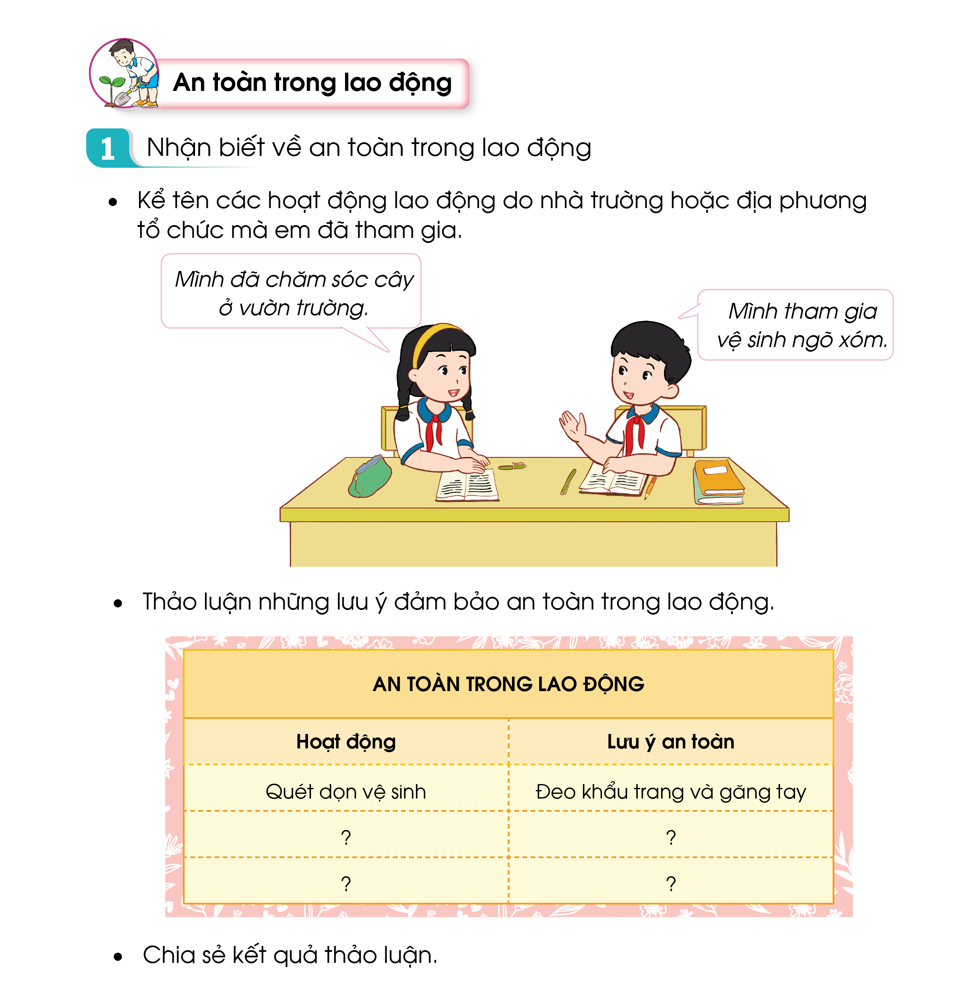 An toàn trong lao động
1 Nhận biết về an toàn trong lao động
• Kể tên các hoạt động lao động do nhà trường hoặc địa phương
tổ chức mà em đã tham gia.
Mình đã chăm sóc cây
ở vườn trường.
Mình tham gia
vệ sinh ngõ xóm.
• Thảo luận những lưu ý đảm bảo an toàn trong lao động.
AN TOÀN TRONG LAO ĐỘNG
Hoạt động Lưu ý an toàn
Quét dọn vệ sinh Đeo khẩu trang và găng tay
? ?
? ?
• Chia sẻ kết quả thảo luận.